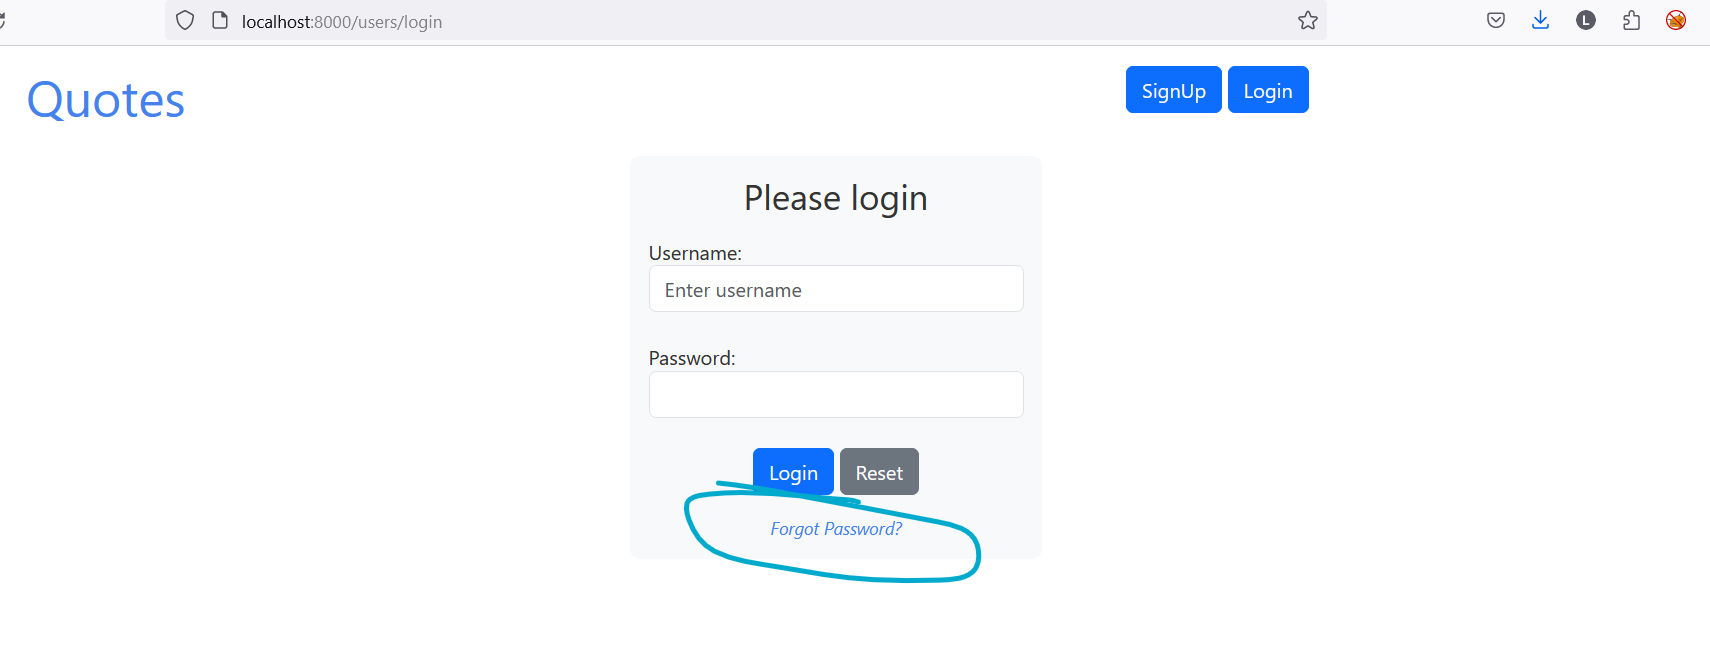 localhost:8000/users/login
L
Quotes
SignUp Login
Please login
Username:
Enter username
Password:
Login Reset
Forgot Password?